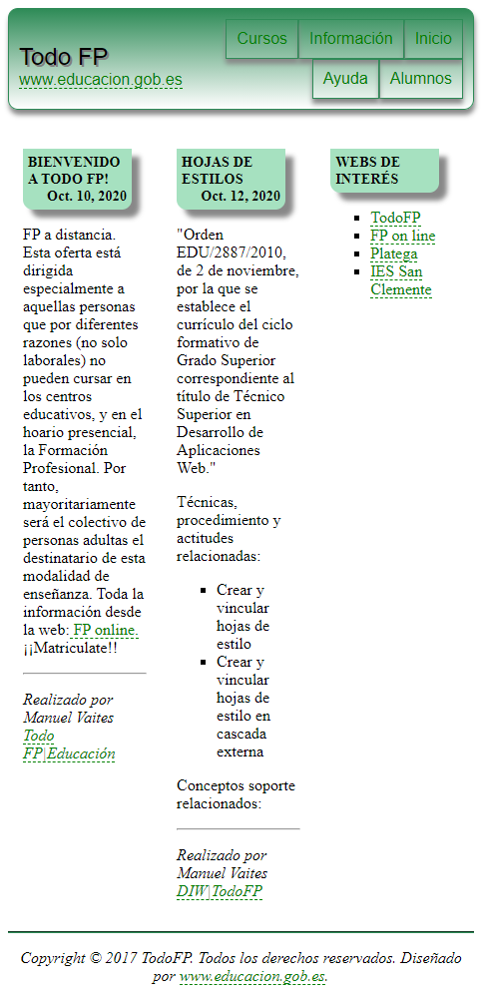 Todo FP
www.educacion.gob.es
Cursos
Información
Inicio
Ayuda
Alumnos
BIENVENIDO
A TODO FP!
Oct. 10, 2020
FP a distancia.
Esta oferta está
dirigida
especialmente a
aquellas personas
que por diferentes
razones (no solo
laborales) no
pueden cursar en
los centros
educativos, y en el
hoario presencial,
la Formación
Profesional. Por
tanto,
mayoritariamente
será el colectivo de
personas adultas el
destinatario de esta
modalidad de
enseñanza. Toda la
información desde
la web: FP online.
¡¡Matriculate!!
Realizado por
Manuel Vaites
Todo
FP|Educación
HOJAS DE
ESTILOS
Oct. 12, 2020
"Orden
EDU/2887/2010,
de 2 de noviembre,
por la que se
establece el
currículo del ciclo
formativo de
Grado Superior
correspondiente al
título de Técnico
Superior en
Desarrollo de
Aplicaciones
Web."
Técnicas,
procedimiento y
actitudes
relacionadas:
Crear y
vincular
hojas de
estilo
Crear y
vincular
hojas de
estilo en
cascada
externa
Conceptos soporte
relacionados:
Realizado por
Manuel Vaites
DIW|TodoFP
WEBS DE
INTERÉS
TodoFP
FP on line
Platega
IES San
Clemente
Copyright © 2017 TodoFP. Todos los derechos reservados. Diseñado
por www.educacion.gob.es.